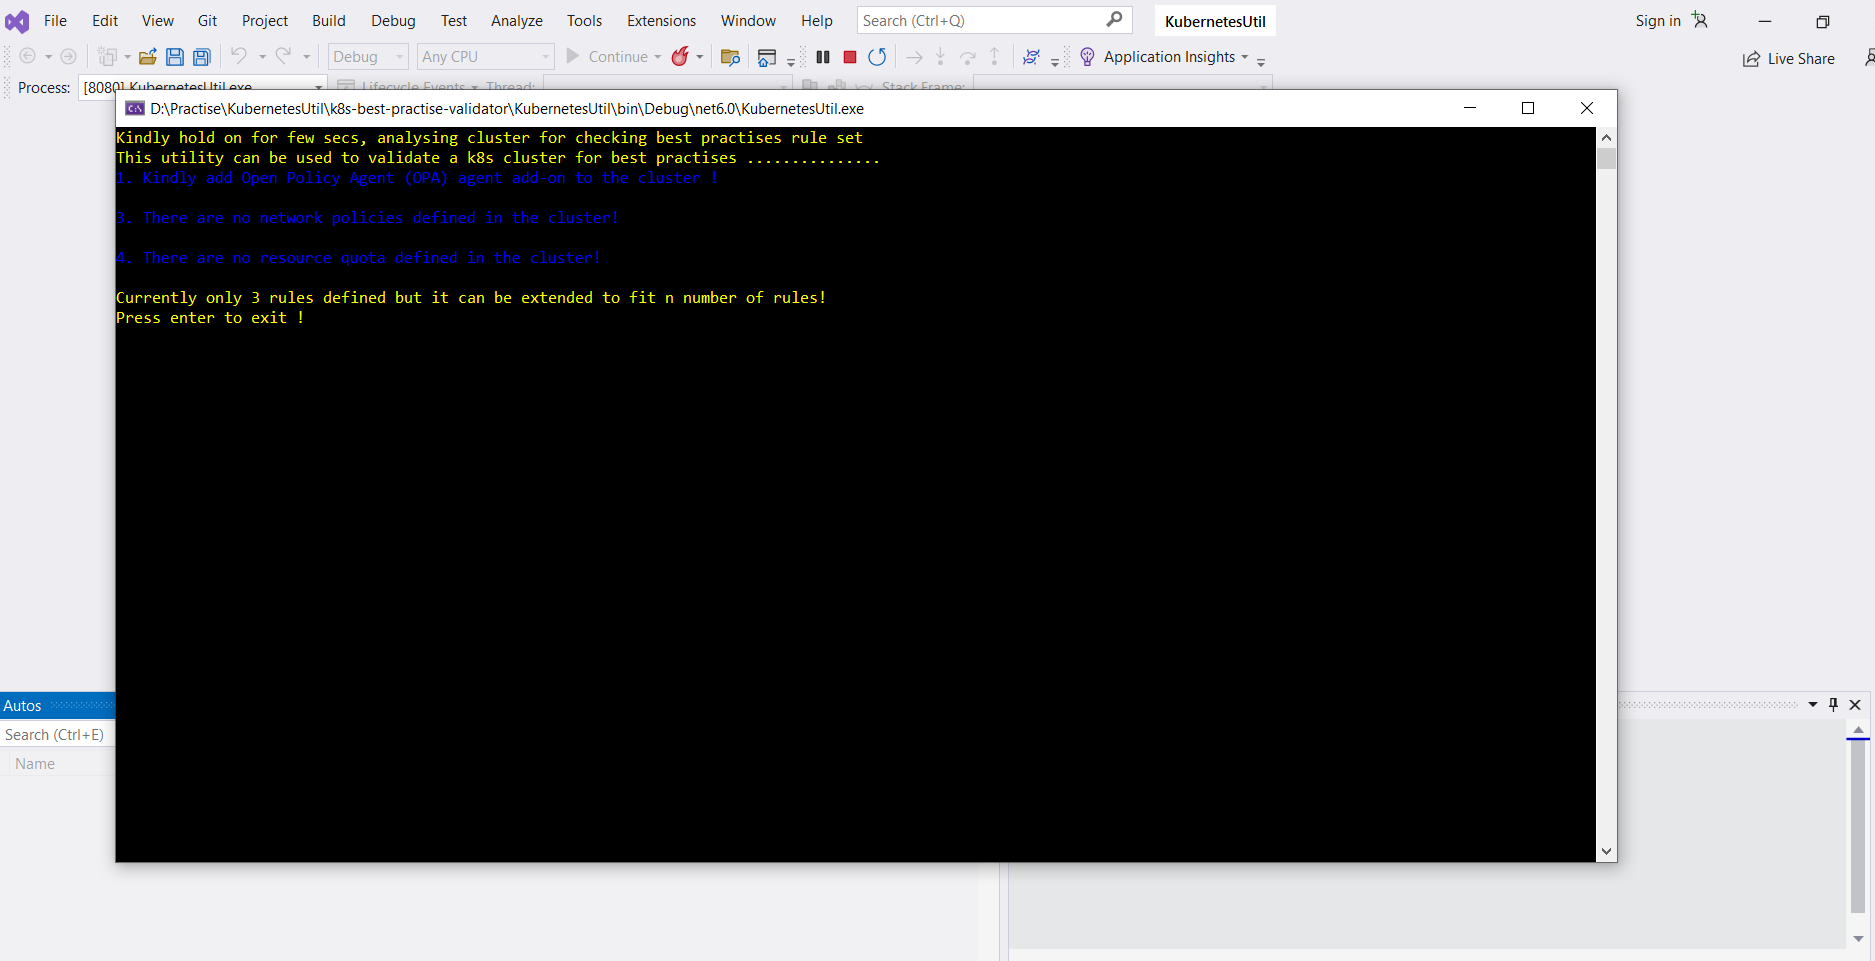 File Edit View Git Project Build Debug Test Analyze Tools Extensions Window Help Search (Ctrl+Q) KubernetesUtil Sign in
Debug Any CPU Continue Application Insights Live Share
Process: [8080] KubernetesUtil.exe Lifecycle Events Thread: Stack Frame:
D:\Practise\KubernetesUtil\k8s-best-practise-validator\KubernetesUtil\bin\Debug\net6.0\KubernetesUtil.exe
Kindly hold on for few secs, analysing cluster for checking best practises rule set
This utility can be used to validate a k8s cluster for best practises ...............
1. Kindly add Open Policy Agent (OPA) agent add-on to the cluster !
3. There are no network policies defined in the cluster!
4. There are no resource quota defined in the cluster!
Currently only 3 rules defined but it can be extended to fit n number of rules!
Press enter to exit !
Autos
Search (Ctrl+E)
Name